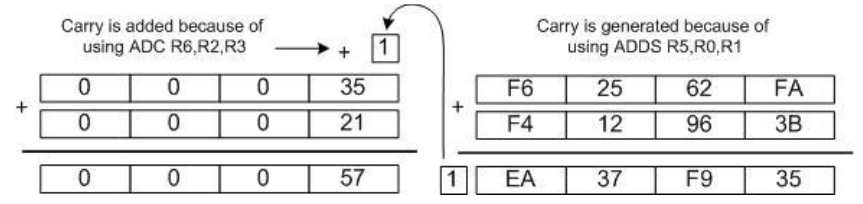 Carry is added because of
using ADC R6,R2,R3 + 1
Carry is generated because of
using ADDS R5,R0,R1
+ 0 0 0 35
0 0 0 21
0 0 0 57
+ F6 25 62 FA
F4 12 96 3B
1 EA 37 F9 35